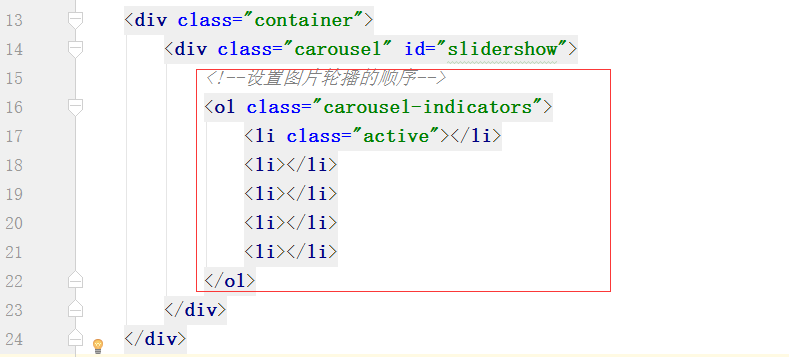 13 <div class="container">
14 <div class="carousel" id="slidershow">
15 <!--设置图片轮播的顺序-->
16 <ol class="carousel-indicators">
17 <li class="active"></li>
18 <li></li>
19 <li></li>
20 <li></li>
21 <li></li>
22 </ol>
23 </div>
24 </div>